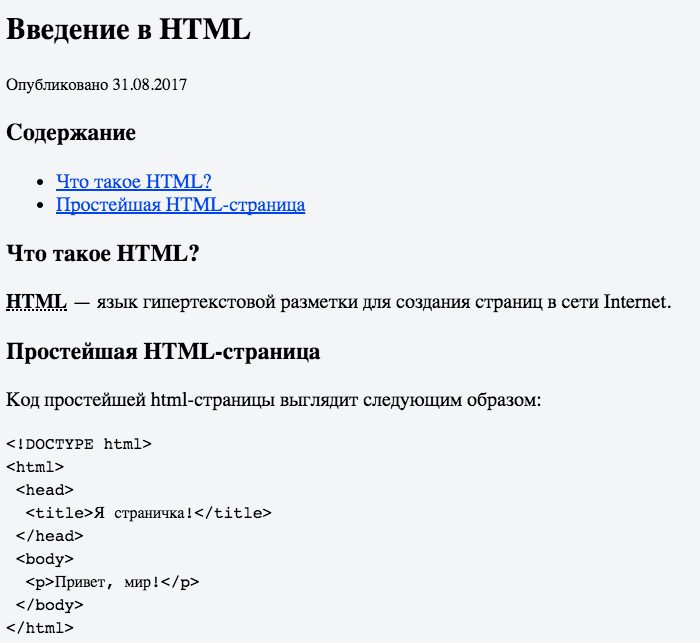 Введение в HTML
Опубликовано 31.08.2017
Содержание
• Что такое HTML?
• Простейшая HTML-страница
Что такое HTML?
HTML — язык гипертекстовой разметки для создания страниц в сети Internet.
Простейшая HTML-страница
Код простейшей html-страницы выглядит следующим образом:
<!DOCTYPE html>
<html>
 <head>
  <title>Я страничка!</title>
 </head>
 <body>
  <p>Привет, мир!</p>
 </body>
</html>